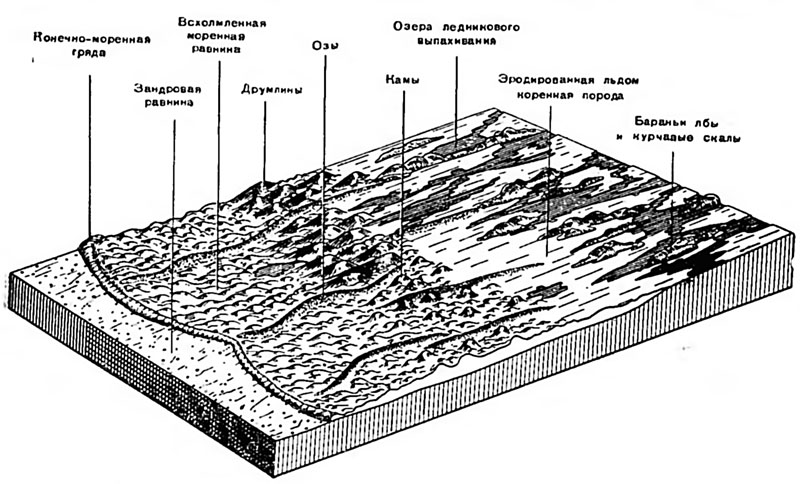 Конечно-моренная
гряда
Всхолмленная
моренная
равнина
Зандровая
равнина
Друмлины
Озы
Озера ледникового
выпахивания
Камы
Эродированная льдом
коренная порода
Бараньи лбы
и курчавые скалы